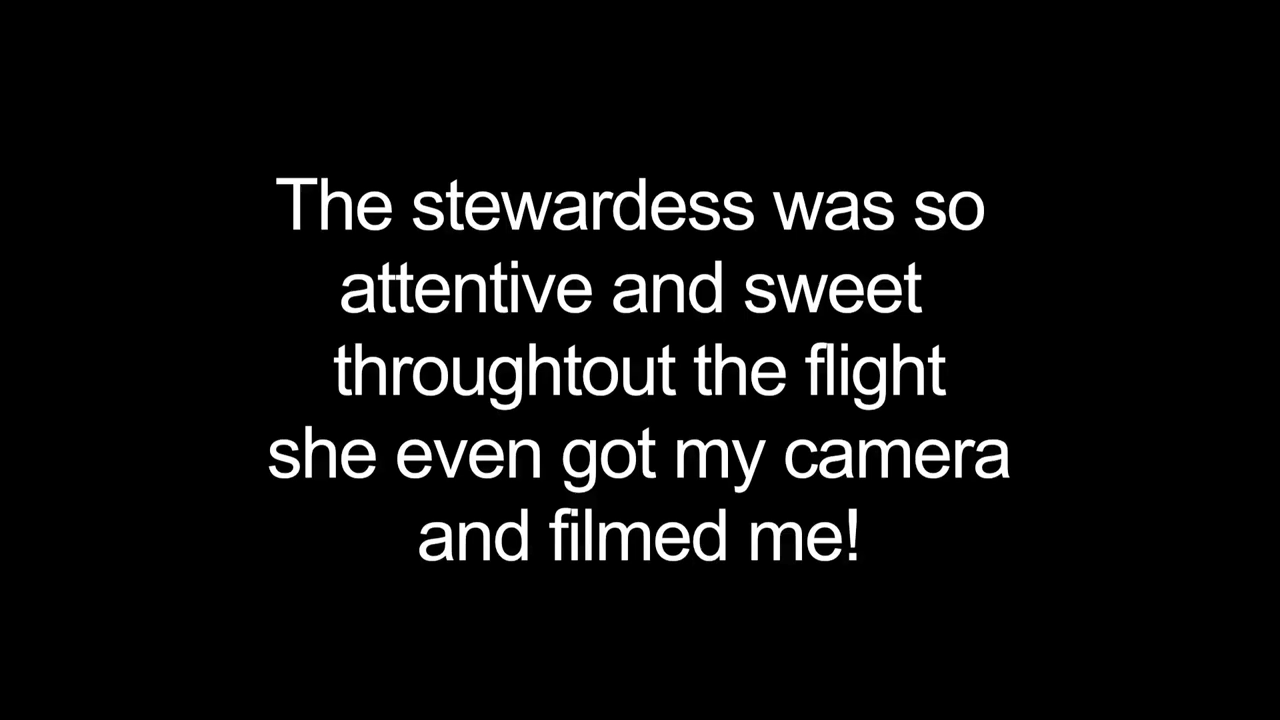 The stewardess was so
attentive and sweet
throughtout the flight
she even got my camera
and filmed me!